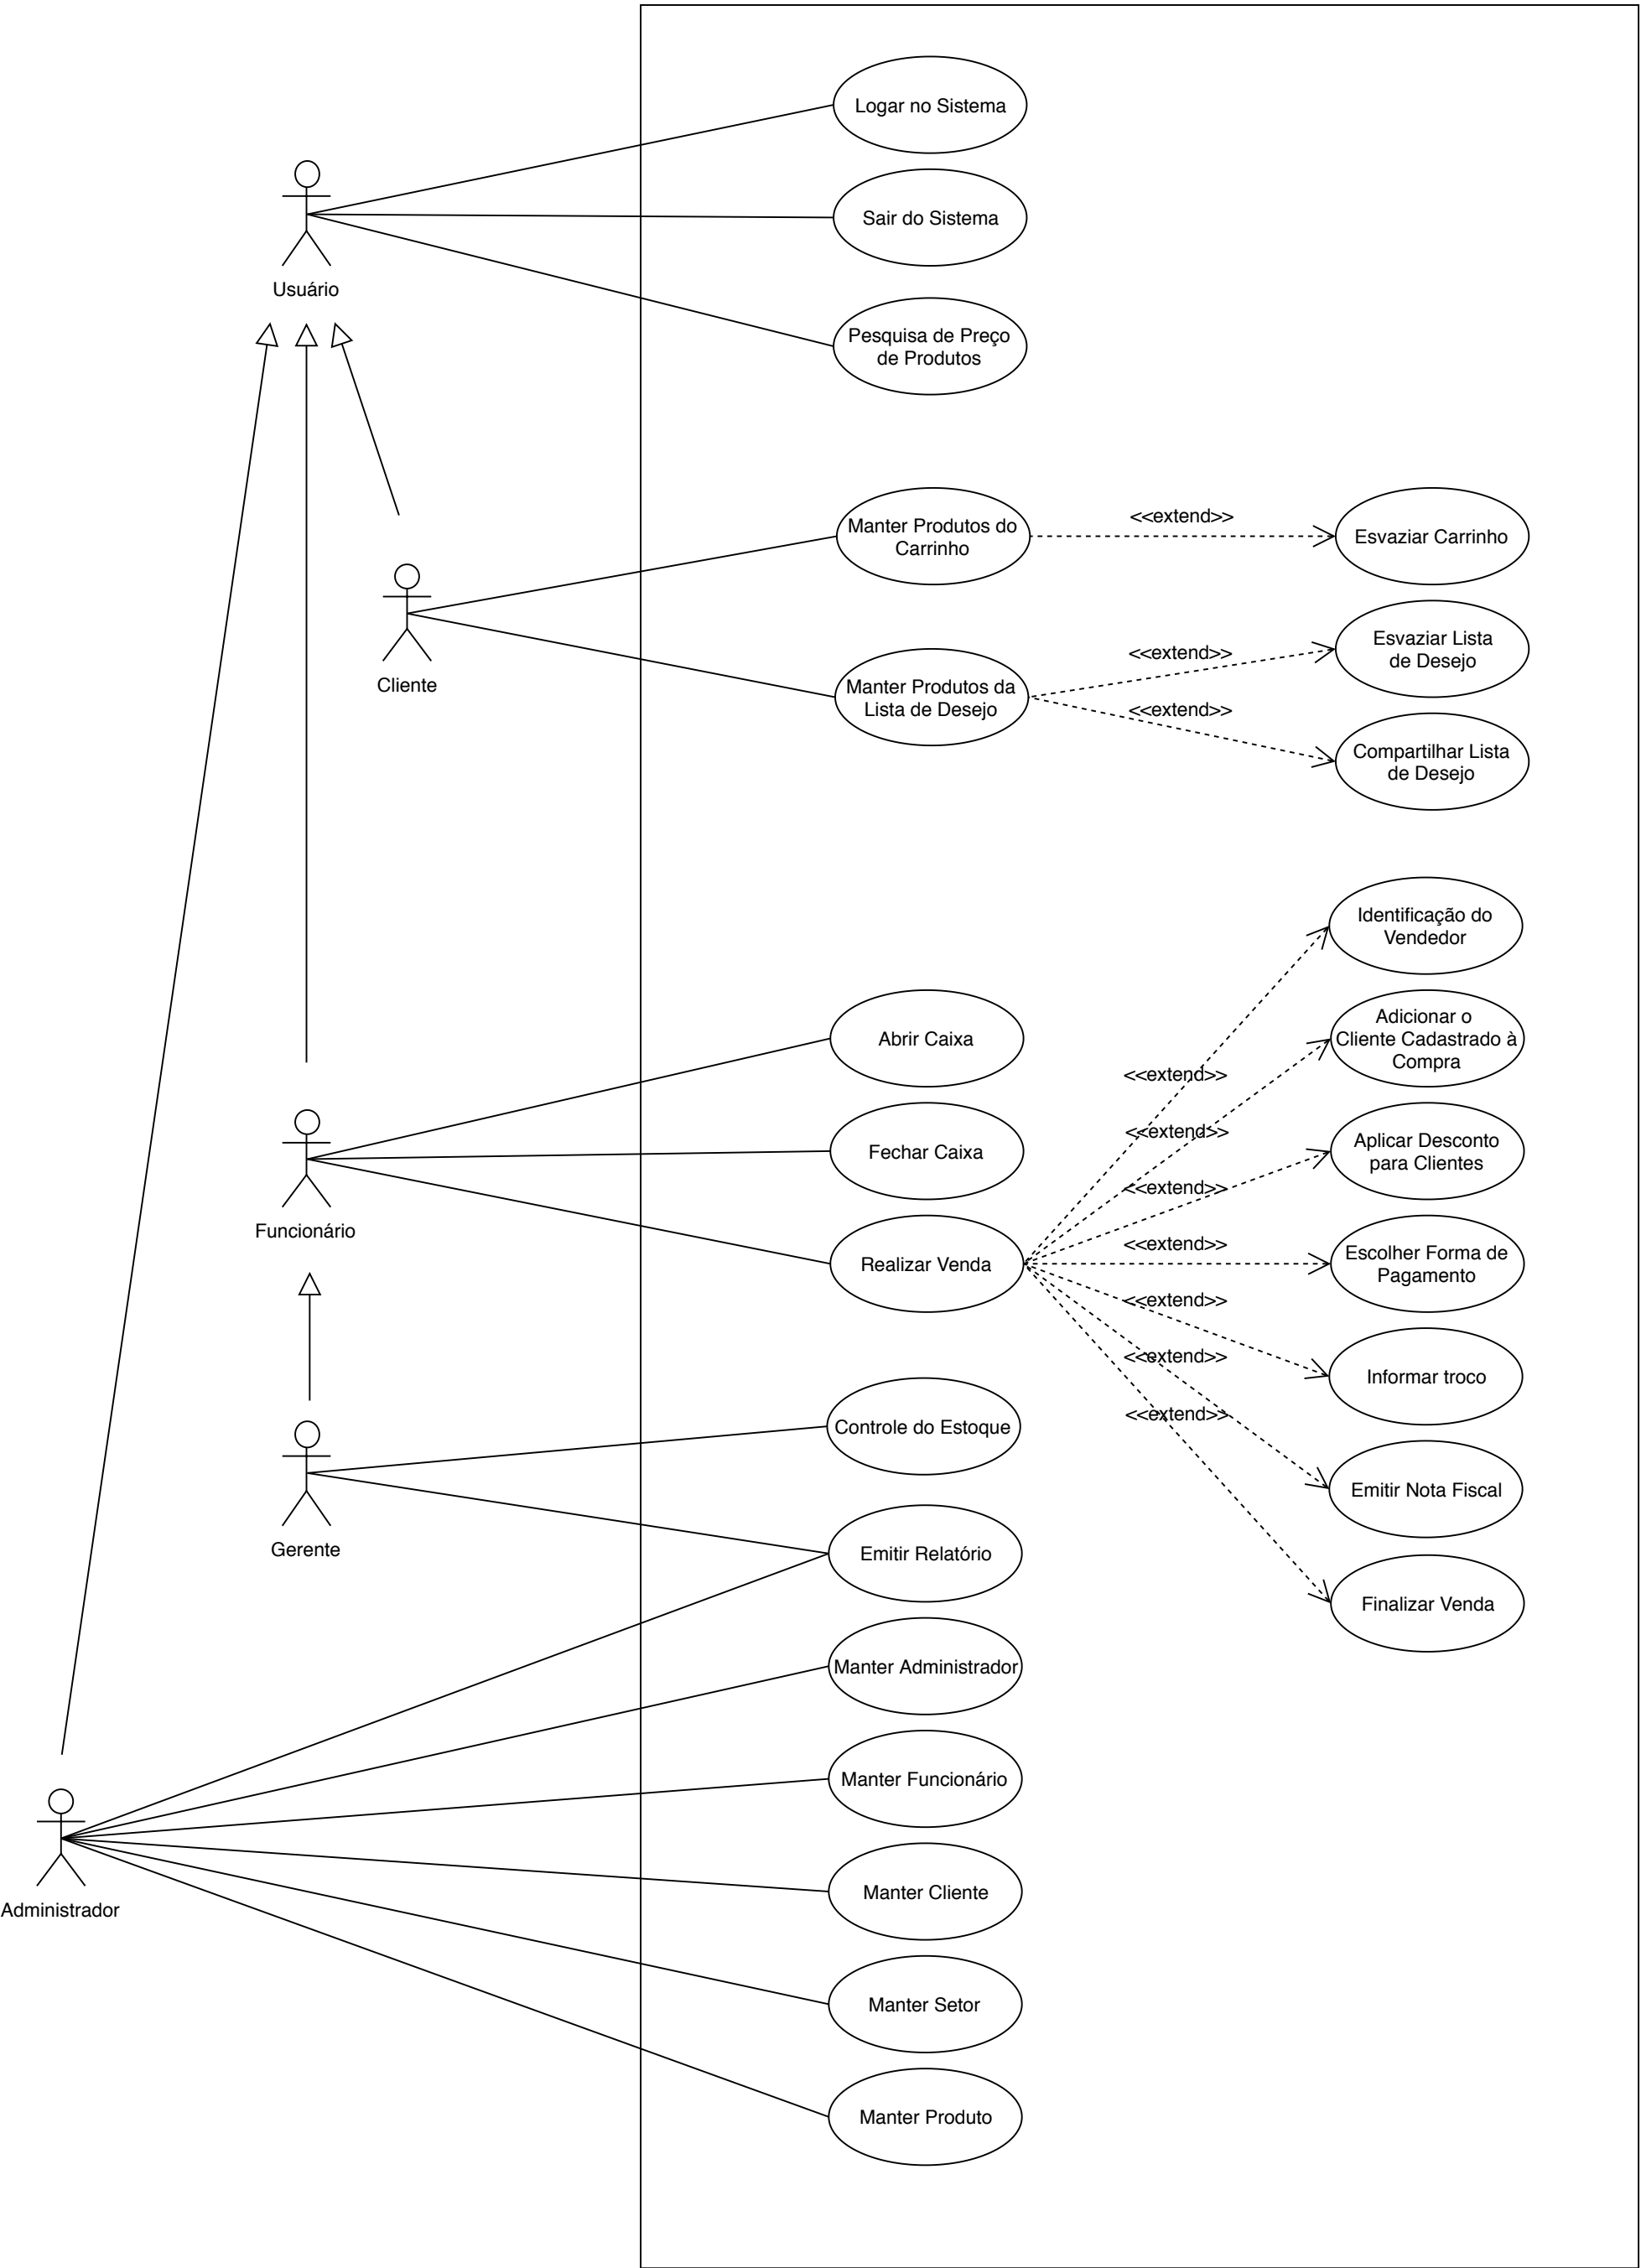 Logar no Sistema
Sair do Sistema
Usuário
Pesquisa de Preço
de Produtos
Manter Produtos do
Carrinho
<<extend>>
Esvaziar Carrinho
Cliente
Manter Produtos da
Lista de Desejo
<<extend>>
Esvaziar Lista
de Desejo
<<extend>>
Compartilhar Lista
de Desejo
Identificação do
Vendedor
Abrir Caixa
Adicionar o
Cliente Cadastrado à
Compra
<<extend>>
<<extend>>
Fechar Caixa
Aplicar Desconto
para Clientes
<<extend>>
Funcionário
Realizar Venda
<<extend>>
Escolher Forma de
Pagamento
<<extend>>
<<extend>>
Informar troco
<<extend>>
Controle do Estoque
Emitir Nota Fiscal
Gerente
Emitir Relatório
Finalizar Venda
Manter Administrador
Manter Funcionário
Manter Cliente
Administrador
Manter Setor
Manter Produto